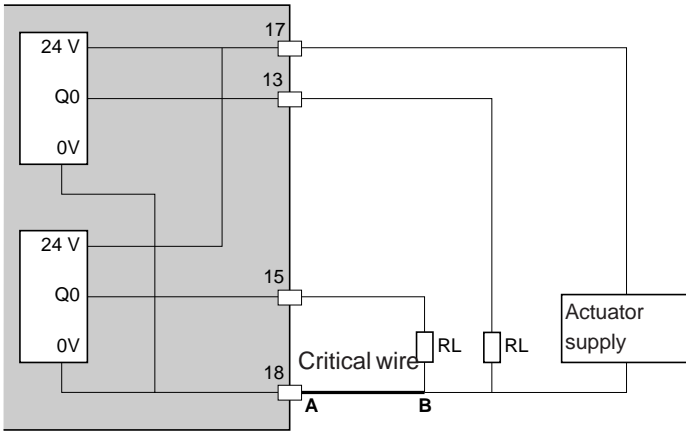 17
24 V
13
Q0
0V
24 V
15
Q0
0V
Actuator
supply
RL
RL
Critical wire
18
A
B